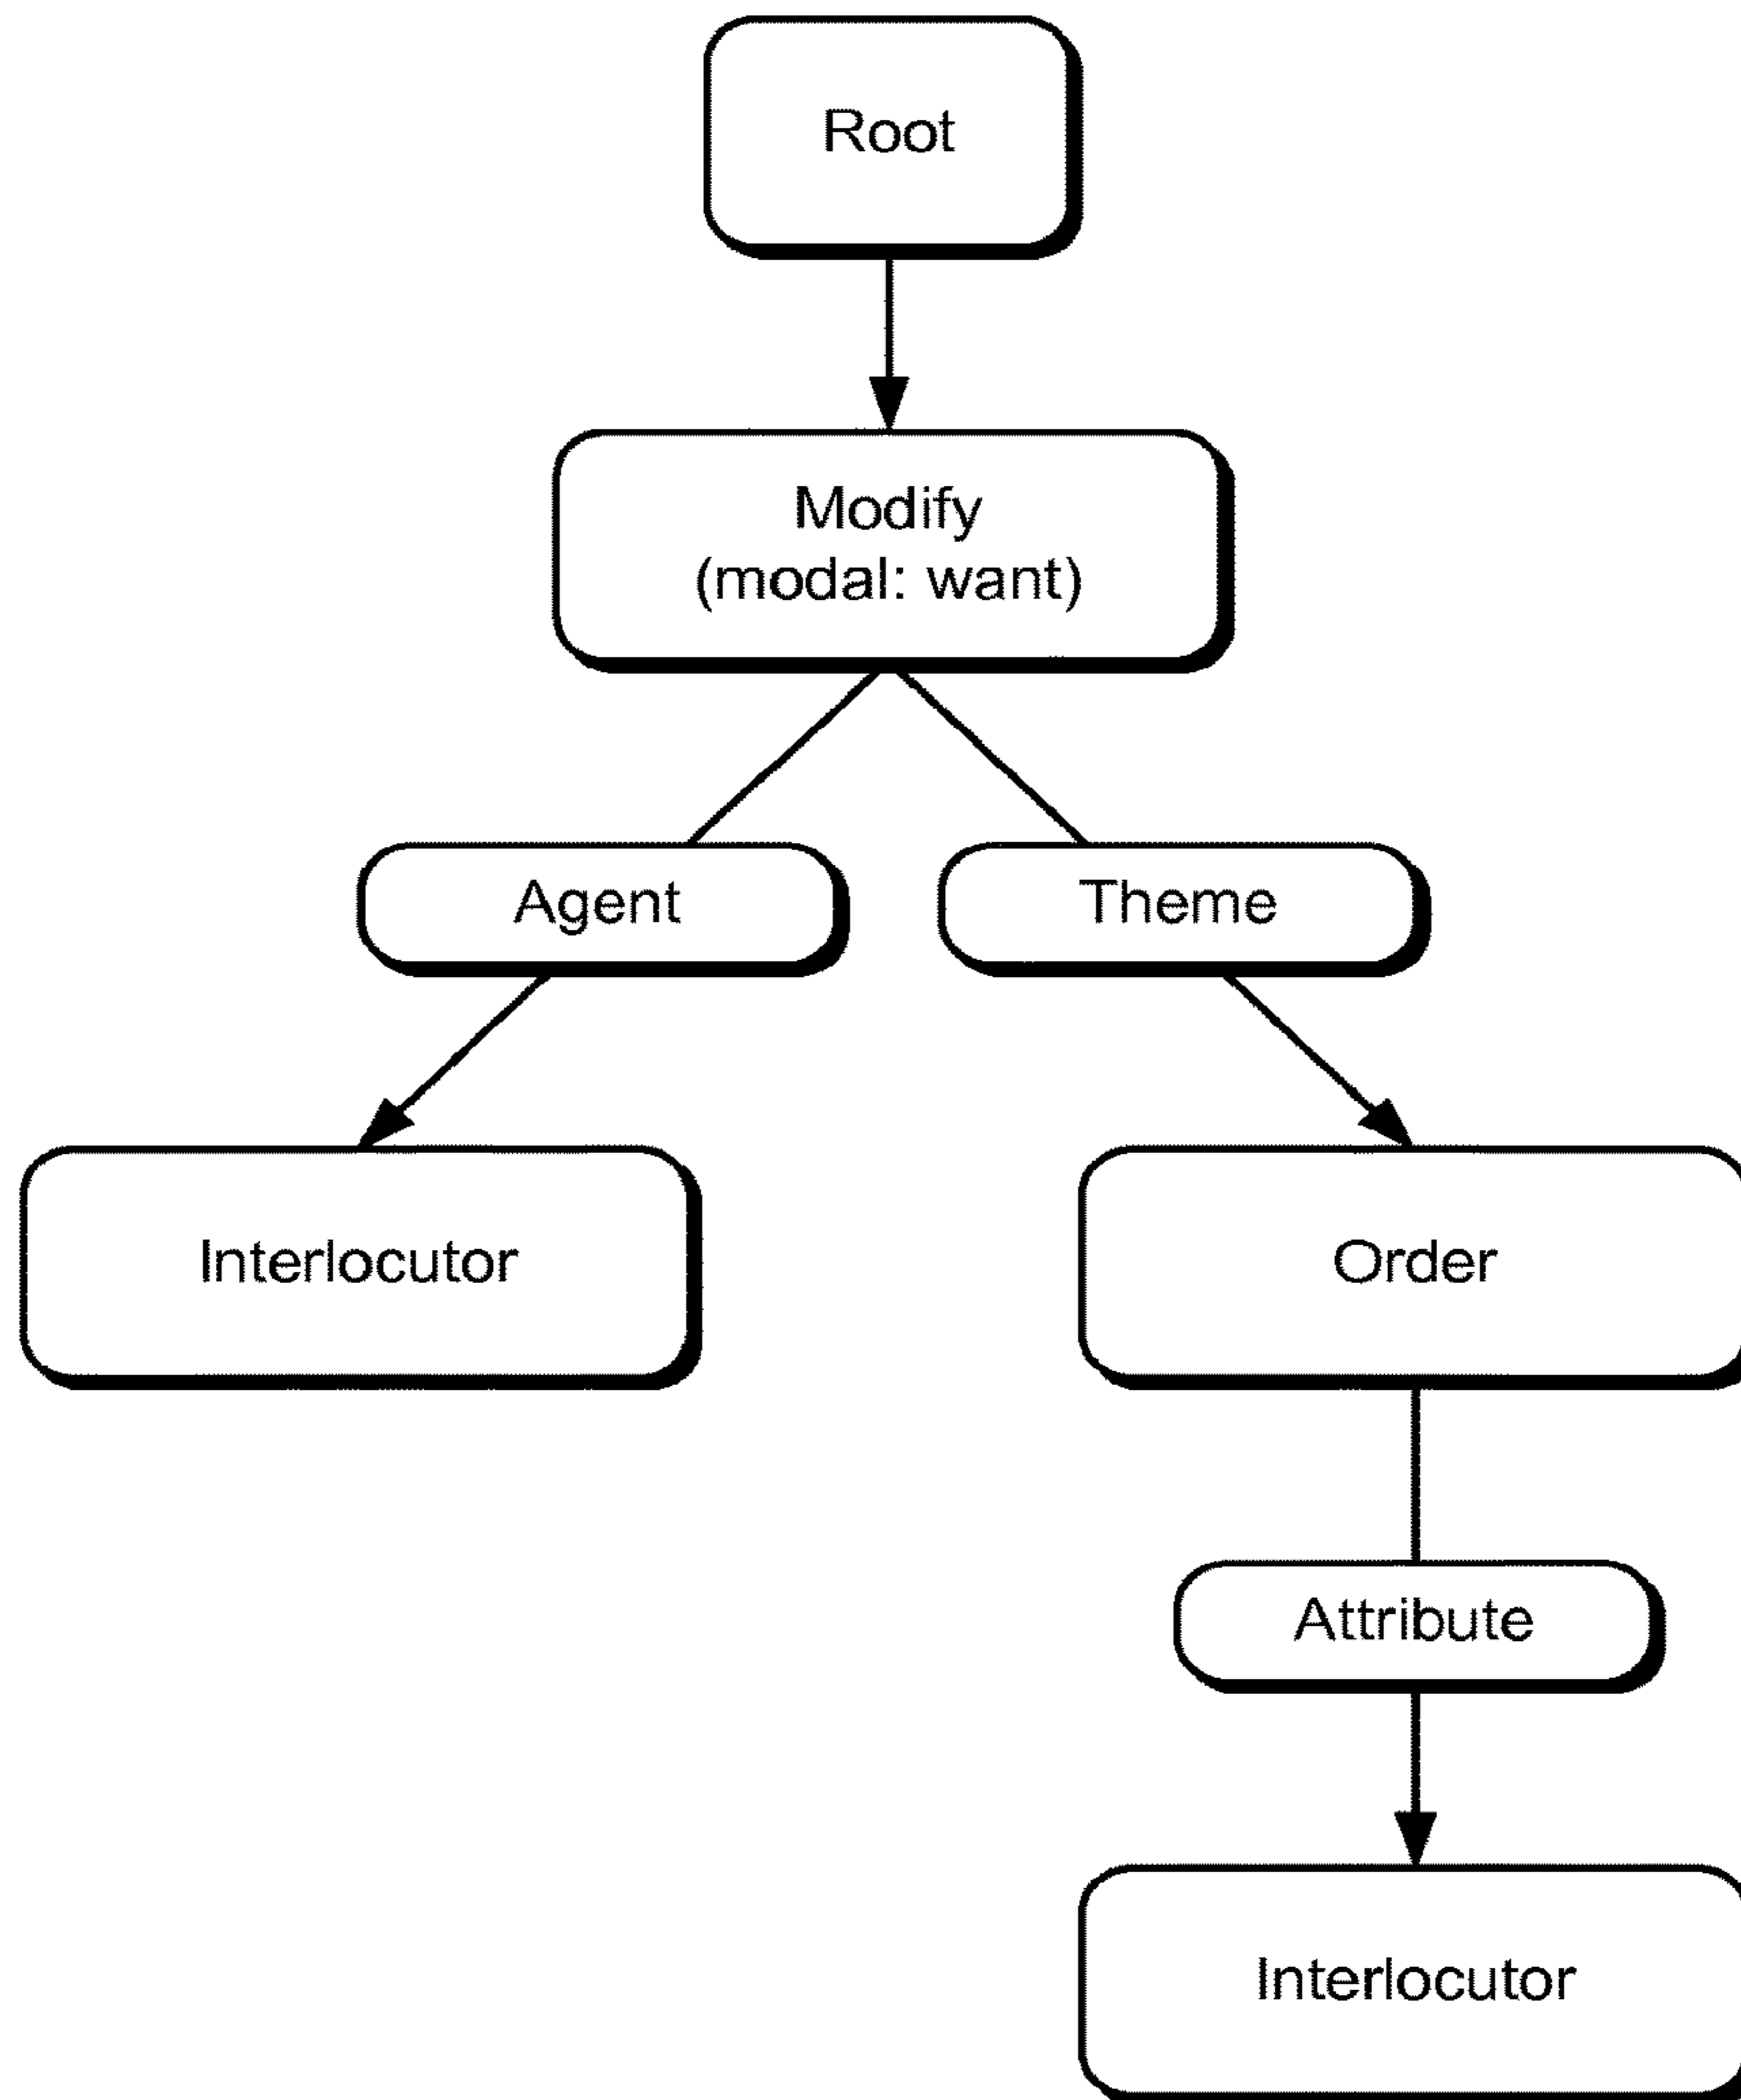 Root
Modify
(modal: want)
Agent
Theme
Interlocutor
Order
Attribute
Interlocutor